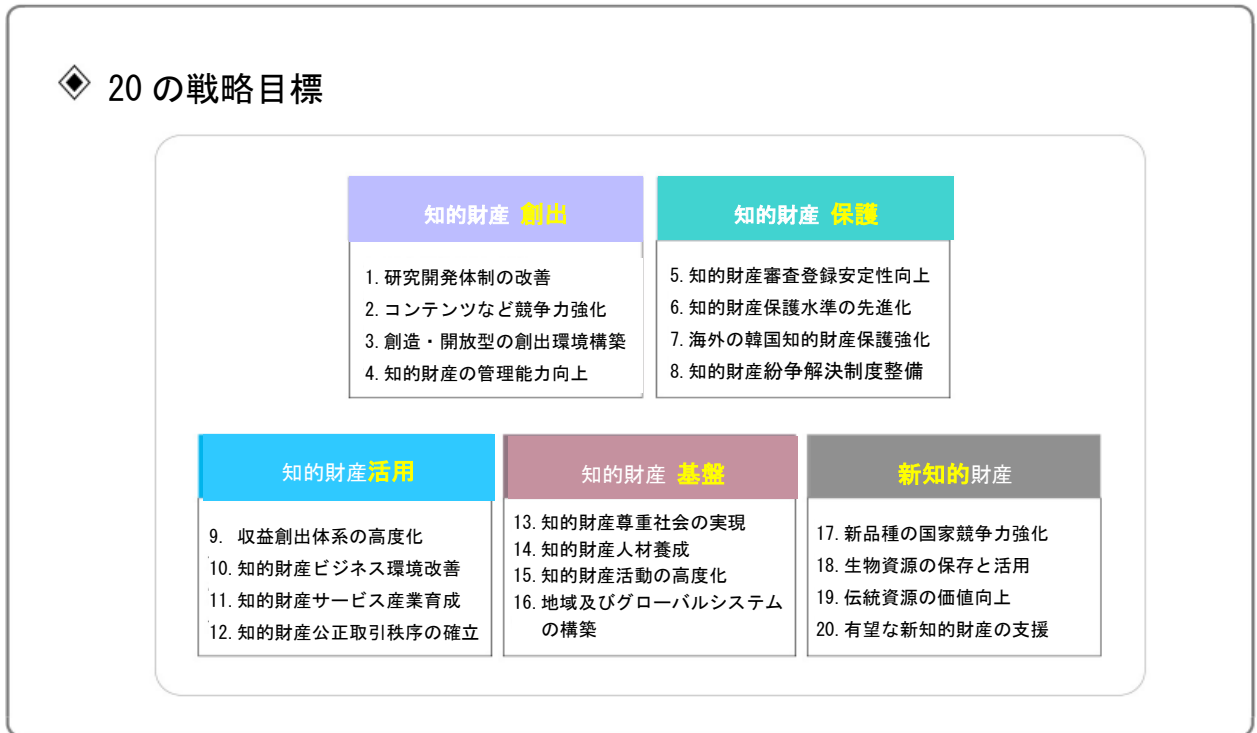 ◈ 20 の戦略目標
知的財産 創出
1. 研究開発体制の改善
2. コンテンツなど競争力強化
3. 創造・開放型の創出環境構築
4. 知的財産の管理能力向上
知的財産 保護
5. 知的財産審査登録安定性向上
6. 知的財産保護水準の先進化
7. 海外の韓国知的財産保護強化
8. 知的財産紛争解決制度整備
知的財産活用
9. 収益創出体系の高度化
10. 知的財産ビジネス環境改善
11. 知的財産サービス産業育成
12. 知的財産公正取引秩序の確立
知的財産 基盤
13. 知的財産尊重社会の実現
14. 知的財産人材養成
15. 知的財産活動の高度化
16. 地域及びグローバルシステム
の構築
新知的財産
17. 新品種の国家競争力強化
18. 生物資源の保存と活用
19. 伝統資源の価値向上
20. 有望な新知的財産の支援